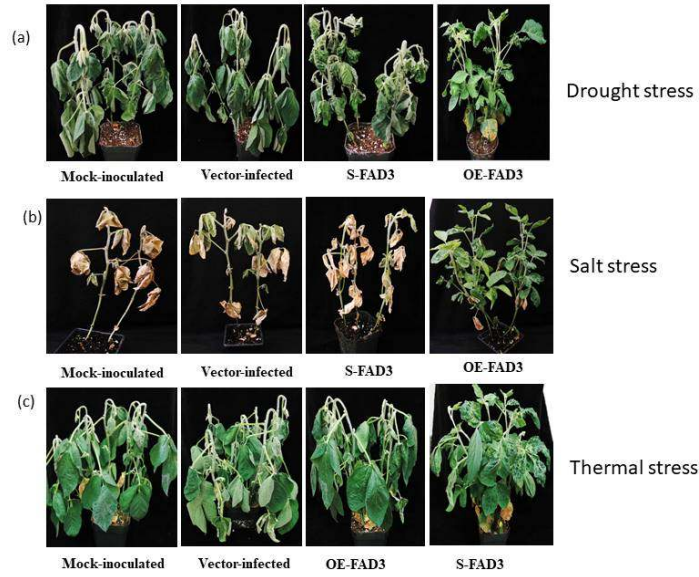 (a)
Drought stress
Mock-inoculated Vector-infected S-FAD3 OE-FAD3
(b)
Salt stress
Mock-inoculated Vector-infected S-FAD3 OE-FAD3
(c)
Thermal stress
Mock-inoculated Vector-infected OE-FAD3 S-FAD3